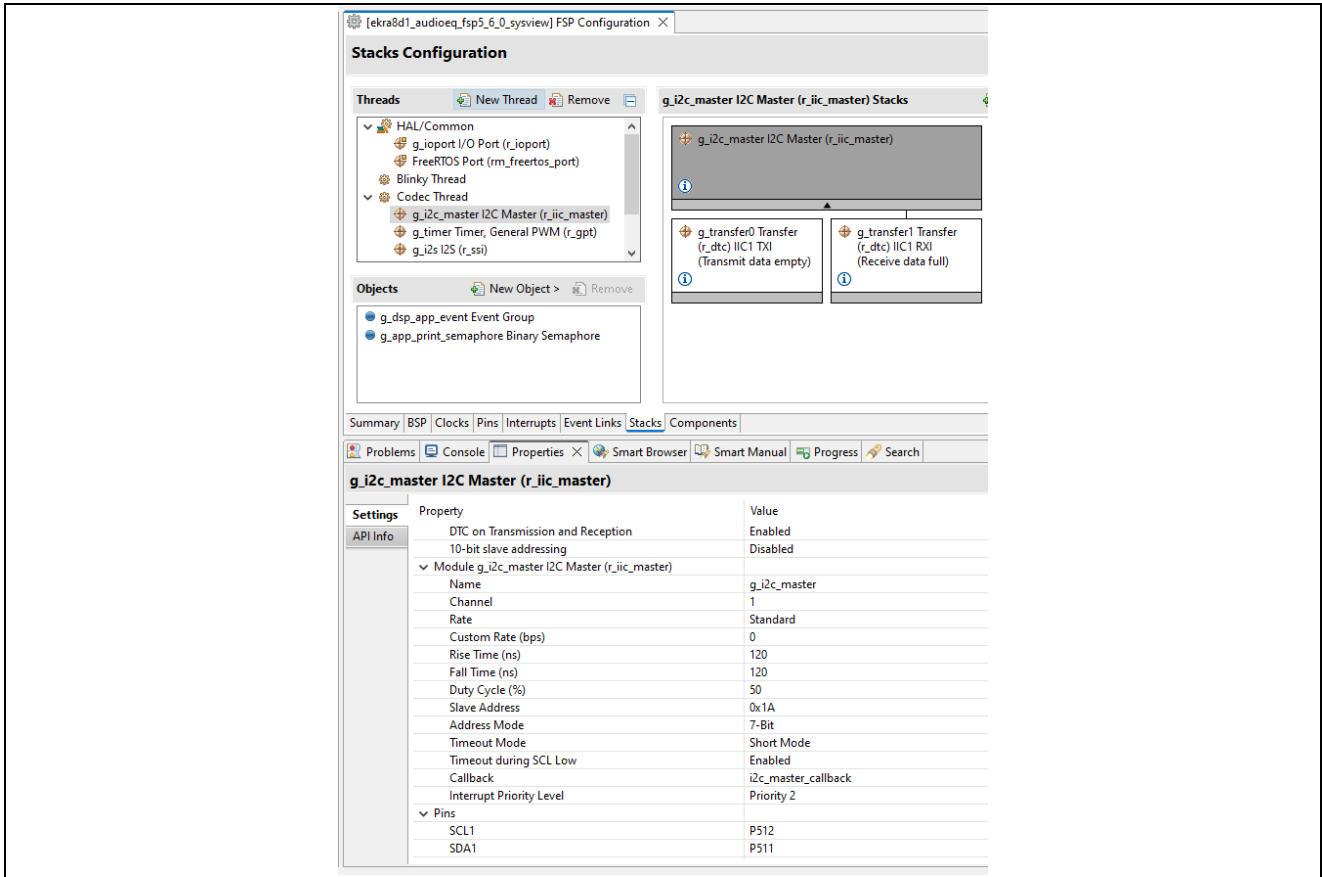 [ekra8d1_audioeq_fsp5_6_0_sysview] FSP Configuration
Stacks Configuration
Threads New Thread Remove
HAL/Common
g_ioport I/O Port (r_ioport)
FreeRTOS Port (rm_freertos_port)
Blinky Thread
Codec Thread
g_i2c_master I2C Master (r_iic_master)
g_timer Timer, General PWM (r_gpt)
g_i2s I2S (r_ssi)
Objects New Object > Remove
g_dsp_app_event Event Group
g_app_print_semaphore Binary Semaphore
g_i2c_master I2C Master (r_iic_master) Stacks
g_i2c_master I2C Master (r_iic_master)
g_transfer0 Transfer
(r_dtc) IIC1 TXI
(Transmit data empty)
g_transfer1 Transfer
(r_dtc) IIC1 RXI
(Receive data full)
Summary BSP Clocks Pins Interrupts Event Links Stacks Components
Problems Console Properties Smart Browser Smart Manual Progress Search
g_i2c_master I2C Master (r_iic_master)
Settings
API Info
Property Value
DTC on Transmission and Reception Enabled
10-bit slave addressing Disabled
Module g_i2c_master I2C Master (r_iic_master)
Name g_i2c_master
Channel 1
Rate Standard
Custom Rate (bps) 0
Rise Time (ns) 120
Fall Time (ns) 120
Duty Cycle (%) 50
Slave Address 0x1A
Address Mode 7-Bit
Timeout Mode Short Mode
Timeout during SCL Low Enabled
Callback i2c_master_callback
Interrupt Priority Level Priority 2
Pins
SCL1 P512
SDA1 P511